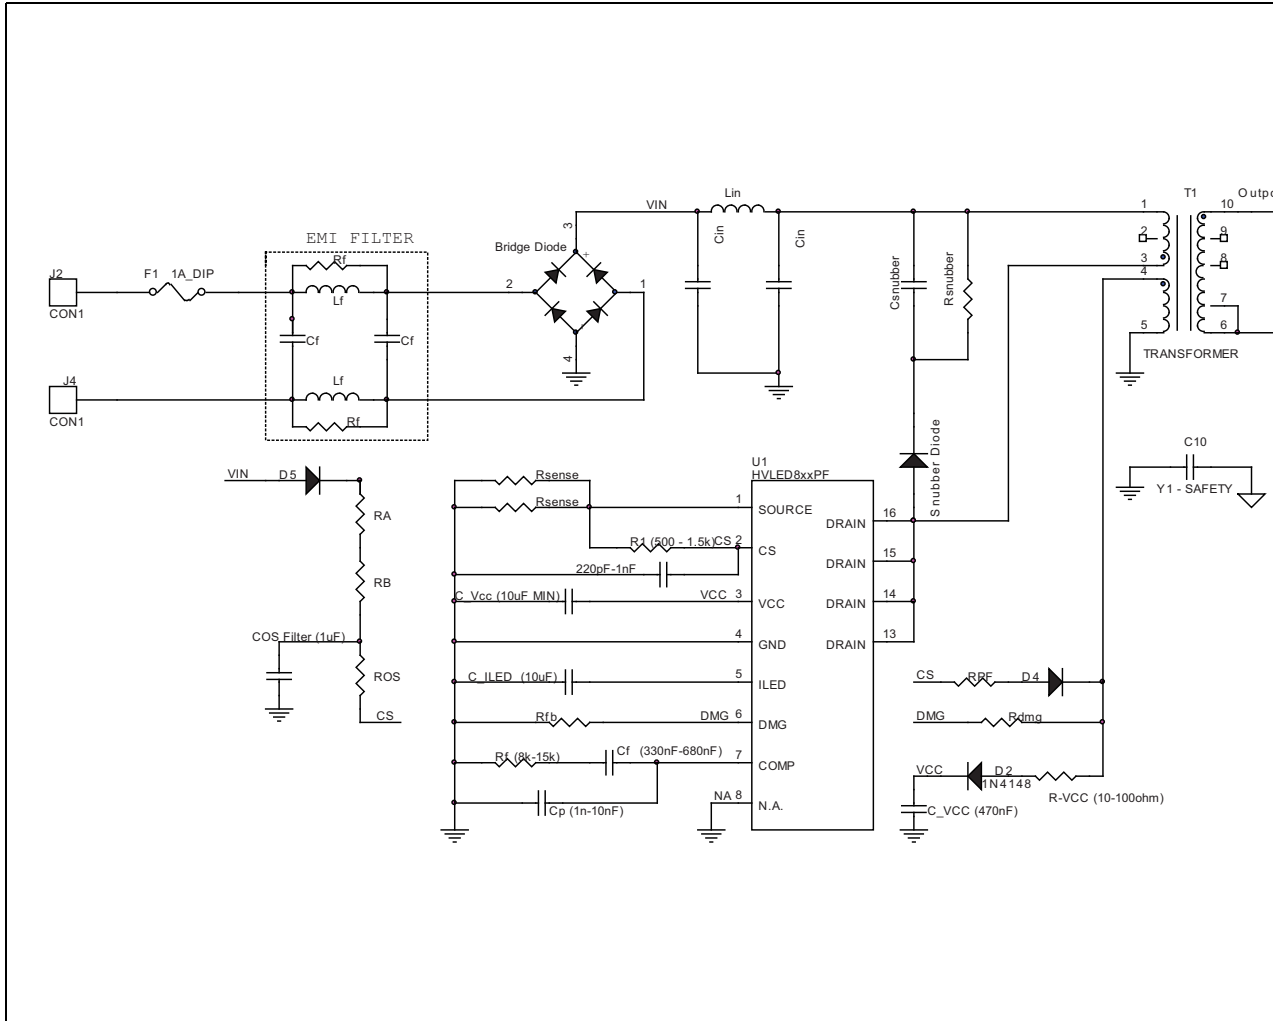 T1
Lin
VIN
1
10
Outpo
EMI FILTER
3
Bridge Diode
+
Cin
Cin
Csnubber
Rsnubber
2
9
3
8
4
Rf
J2
F1 1A_DIP
2
1
Lf
CON1
7
Cf
Cf
5
6
4
TRANSFORMER
J4
Lf
CON1
Rf
Snubber Diode
C10
Y1 - SAFETY
VIN
D5
RA
RB
COS Filter (1uF)
ROS
CS
U1
HVLED8xxPF
Rsense
Rsense
1
SOURCE
16
DRAIN
R1 (500 - 1.5k)
CS 2
CS
15
DRAIN
220pF-1nF
C_Vcc (10uF MIN)
VCC 3
VCC
14
DRAIN
4
GND
13
DRAIN
C_ILED (10uF)
5
ILED
Rfb
DMG 6
DMG
Rf (8k-15k)
Cf (330nF-680nF)
7
COMP
Cp (1n-10nF)
NA 8
N.A.
CS
RPF
D4
DMG
Rdmg
VCC
D2
1N4148
R-VCC (10-100ohm)
C_VCC (470nF)